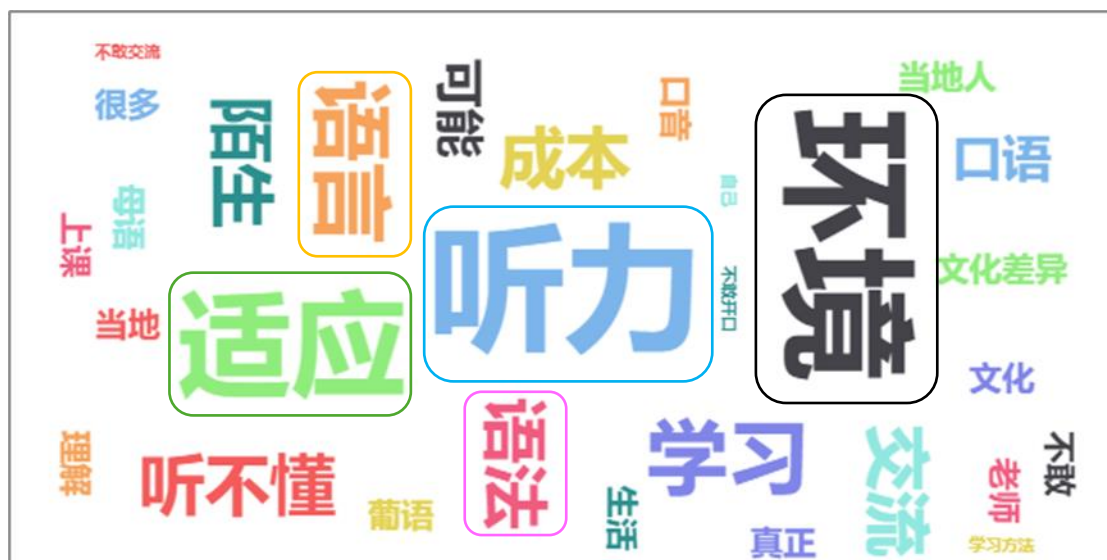 不敢交流
很多
陌生
语言
可能
成本
口音
当地人
环境
口语
母语
上课
自己
听力
不敢开口
文化差异
当地
适应
文化
理解
听不懂
葡语
语法
生活
学习
真正
交流
老师
不敢
学习方法